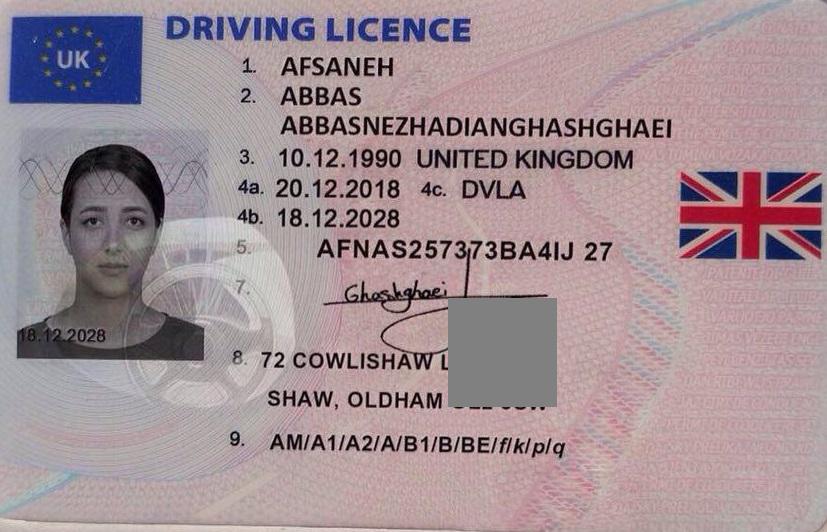 UK
DRIVING LICENCE
1. AFSANEH
2. ABBAS
ABBASNEZHADIANGHASHGHAEI
3. 10.12.1990 UNITED KINGDOM
4a. 20.12.2018 4c. DVLA
4b. 18.12.2028
5. AFNAS257373BA4IJ 27
7. Ghashghaei
18.12.2028
8. 72 COWLISHAW
SHAW, OLDHAM
9. AM/A1/A2/A/B1/B/BE/f/k/p/q